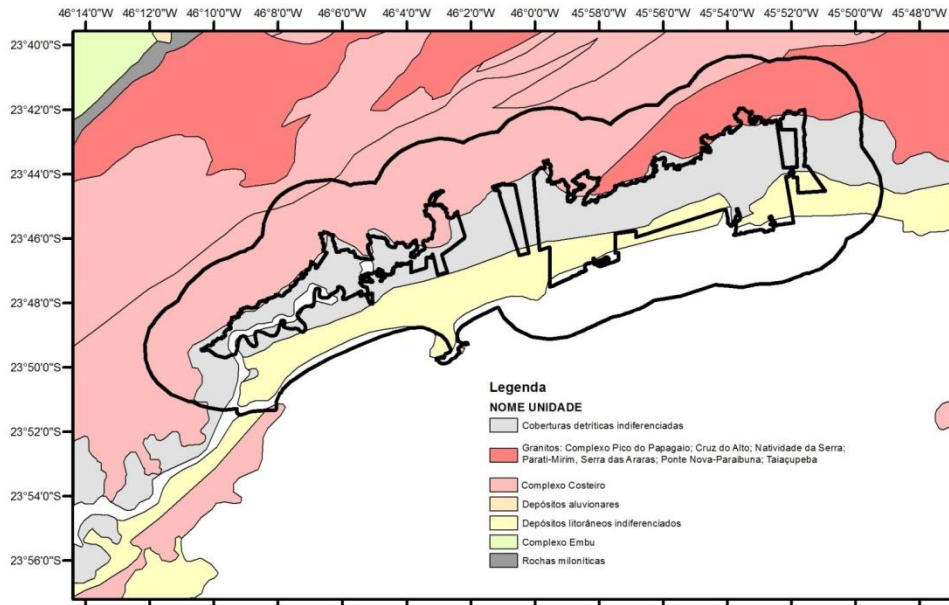 46°14'0"W 46°12'0"W 46°10'0"W 46°8'0"W 46°6'0"W 46°4'0"W 46°2'0"W 46°0'0"W 45°58'0"W 45°56'0"W 45°54'0"W 45°52'0"W 45°50'0"W 45°48'0"W
23°40'0"S
23°42'0"S
23°44'0"S
23°46'0"S
23°48'0"S
23°50'0"S
23°52'0"S
23°54'0"S
23°56'0"S
Legenda
NOME UNIDADE
Coberturas detríticas indiferenciadas
Granitos: Complexo Pico do Papagaio; Cruz do Alto; Natividade da Serra;
Parati-Mirim, Serra das Araras; Ponte Nova-Paraibuna; Taiaçupeba
Complexo Costeiro
Depósitos aluvionares
Depósitos litorâneos indiferenciados
Complexo Embu
Rochas miloníticas